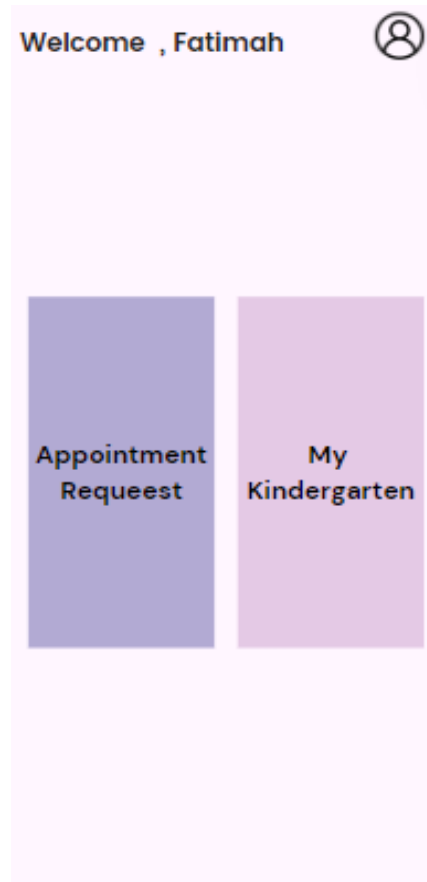 Welcome , Fatimah
Appointment
Requeest
My
Kindergarten